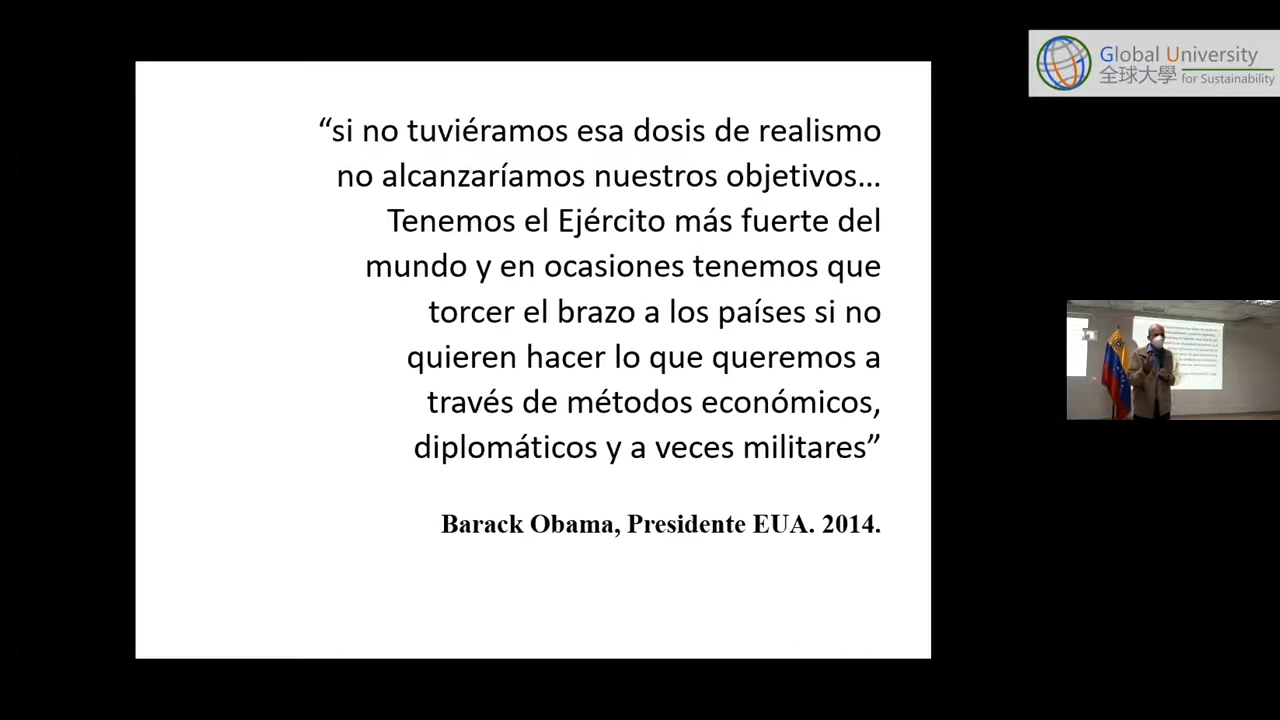 “si no tuviéramos esa dosis de realismo
no alcanzaríamos nuestros objetivos…
Tenemos el Ejército más fuerte del
mundo y en ocasiones tenemos que
torcer el brazo a los países si no
quieren hacer lo que queremos a
través de métodos económicos,
diplomáticos y a veces militares”
Barack Obama, Presidente EUA. 2014.
Global University
全球大學 for Sustainability